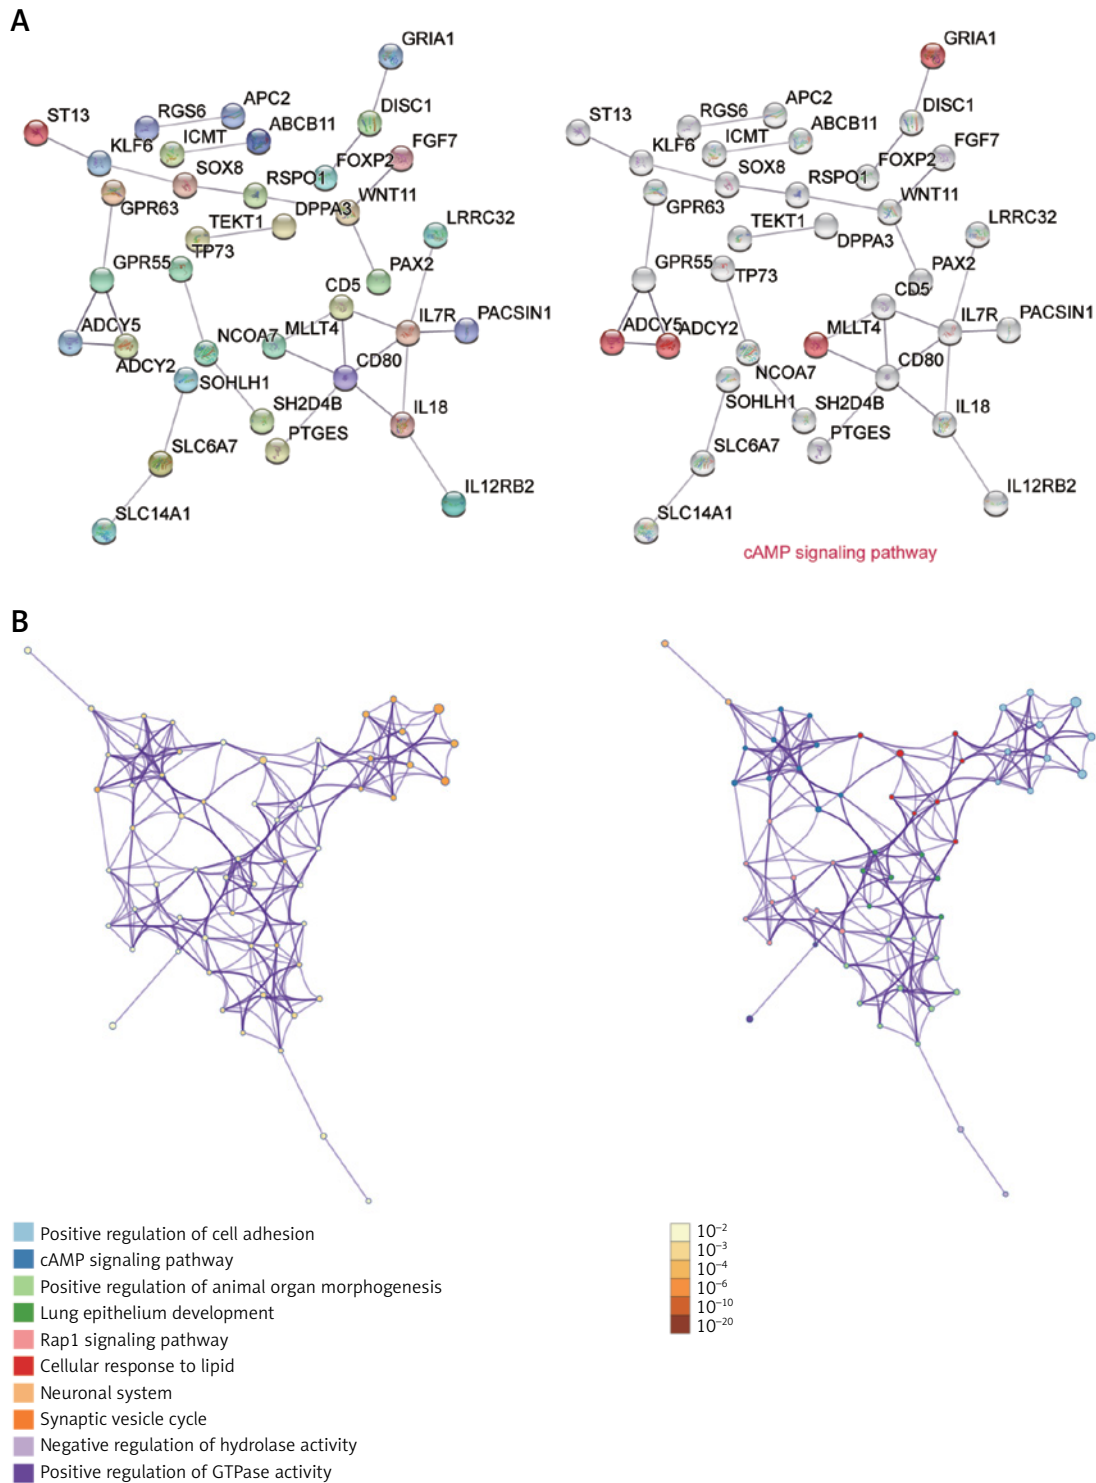 A
GRIA1
ST13
RGS6
APC2
DISC1
KLF6
ICMT
ABCB11
FGF7
SOX8
FOXP2
RSPO1
WNT11
GPR63
DPPA3
LRRC32
TEKT1
TP73
GPR55
PAX2
CD5
ADCY5
IL7R
PACSIN1
MLLT4
NCOA7
ADCY2
CD80
SOHLH1
SH2D4B
IL18
PTGES
SLC6A7
IL12RB2
SLC14A1
GRIA1
ST13
RGS6
APC2
DISC1
KLF6
ICMT
ABCB11
FGF7
SOX8
FOXP2
RSPO1
WNT11
GPR63
LRRC32
TEKT1
DPPA3
GPR55
TP73
PAX2
CD5
ADCY5
ADCY2
MLLT4
IL7R
PACSIN1
NCOA7
CD80
SOHLH1
SH2D4B
IL18
PTGES
SLC6A7
IL12RB2
SLC14A1
cAMP signaling pathway
B
Positive regulation of cell adhesion
cAMP signaling pathway
Positive regulation of animal organ morphogenesis
Lung epithelium development
Rap1 signaling pathway
Cellular response to lipid
Neuronal system
Synaptic vesicle cycle
Negative regulation of hydrolase activity
Positive regulation of GTPase activity
10⁻²
10⁻³
10⁻⁴
10⁻⁶
10⁻¹⁰
10⁻²⁰